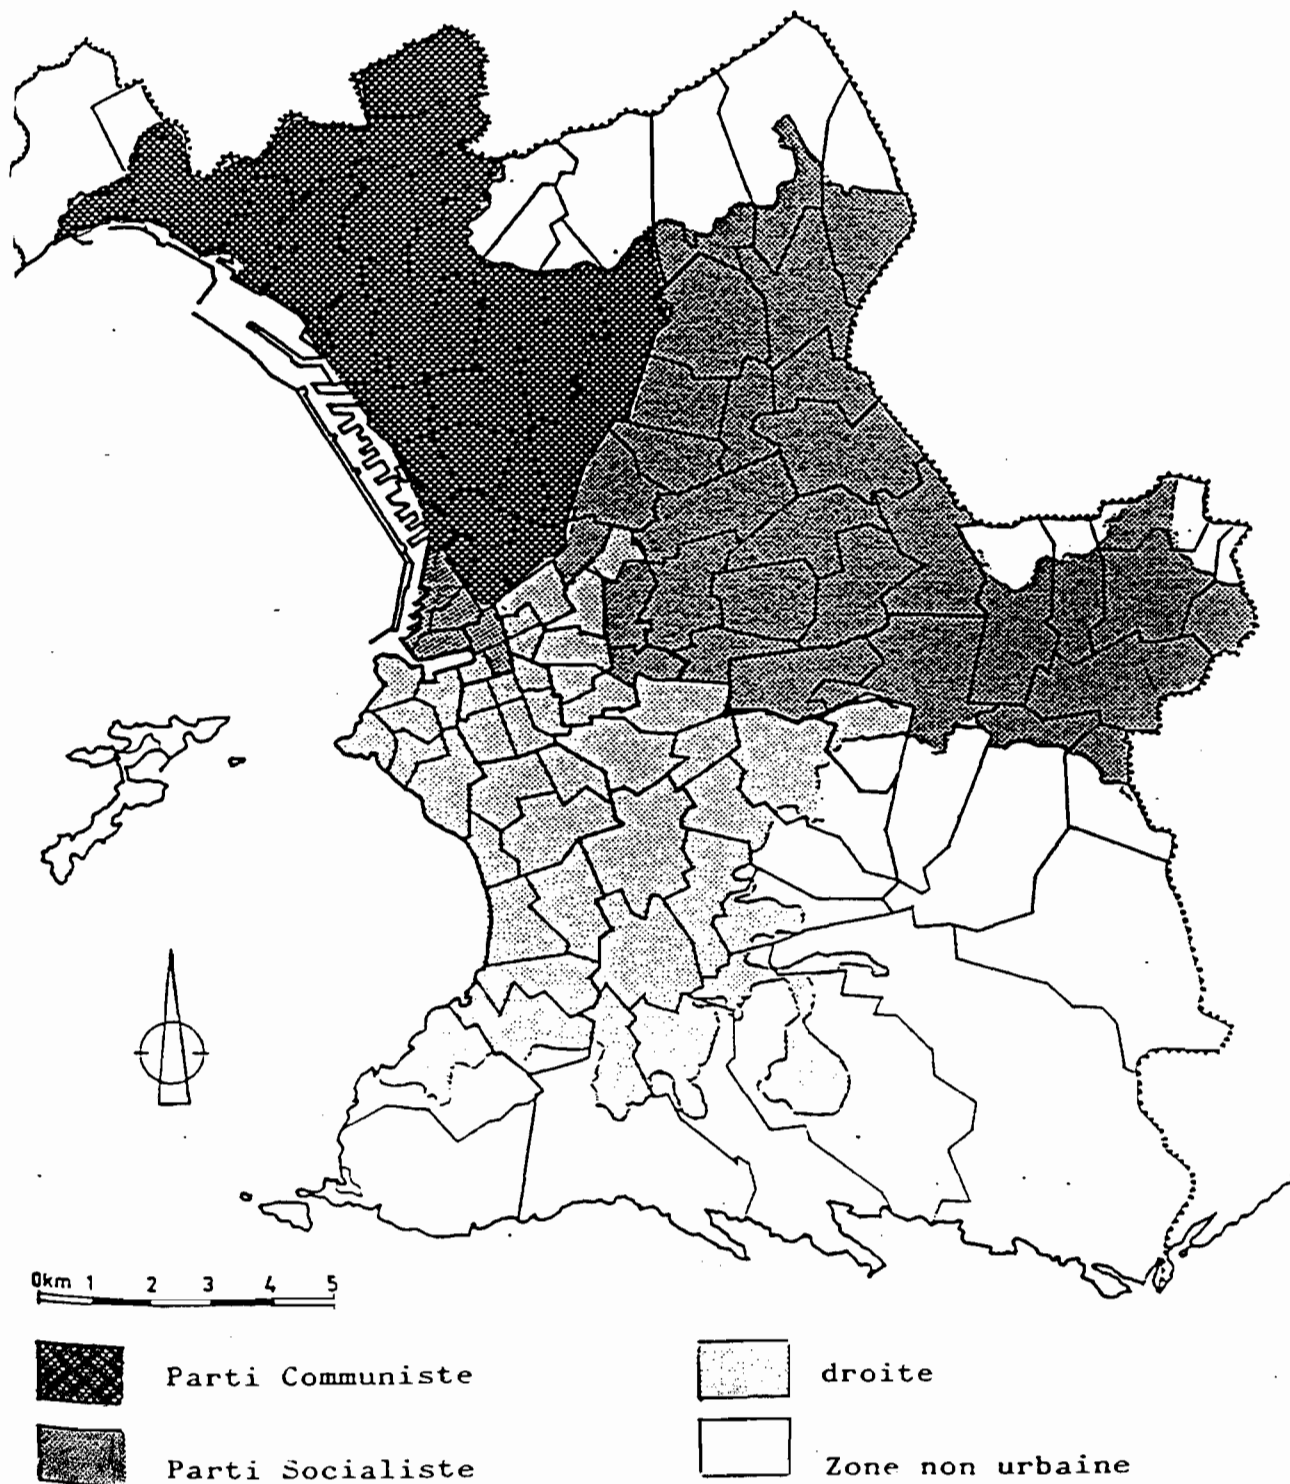 0km 1 2 3 4 5
Parti Communiste
droite
Parti Socialiste
Zone non urbaine